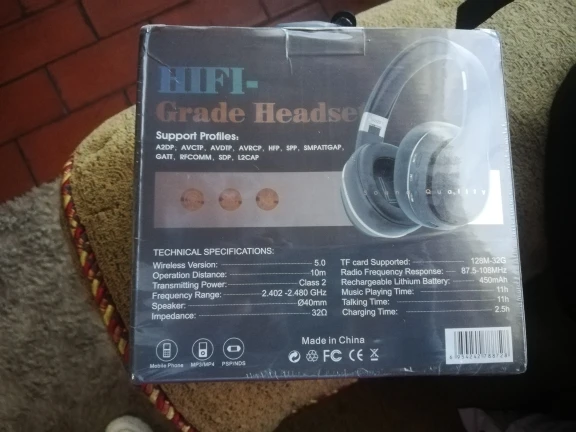 HIFI-
Grade Headse
Support Profiles:
A2DP, AVCTP, AVDTP, AVRCP, HFP, SPP, SMPATTGAP,
GATT, RFCOMM, SDP, L2CAP
Sound Quality
TECHNICAL SPECIFICATIONS:
Wireless Version: 5.0
Operation Distance: 10m
Transmitting Power: Class 2
Frequency Range: 2.402 -2.480 GHz
Speaker: Ø40mm
Impedance: 32Ω
TF card Supported: 128M-32G
Radio Frequency Response: 87.5-108MHz
Rechargeable Lithium Battery: 450mAh
Music Playing Time: 11h
Talking Time: 11h
Charging Time: 2.5h
Mobile Phone
MP3/MP4
PSP/NDS
Made in China
FC CE